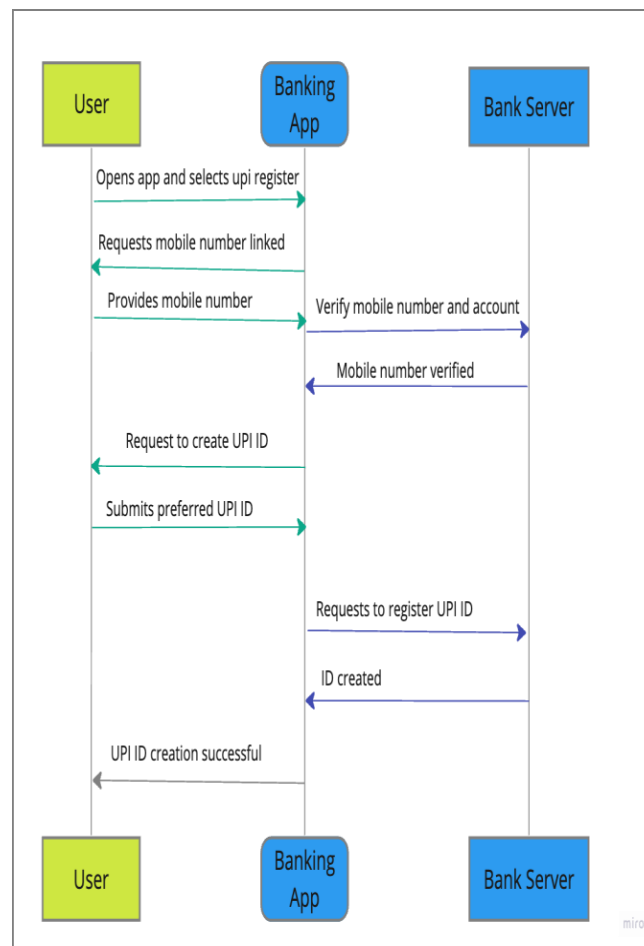 User
Banking
App
Bank Server
Opens app and selects upi register
Requests mobile number linked
Provides mobile number
Verify mobile number and account
Mobile number verified
Request to create UPI ID
Submits preferred UPI ID
Requests to register UPI ID
ID created
UPI ID creation successful
User
Banking
App
Bank Server
miro